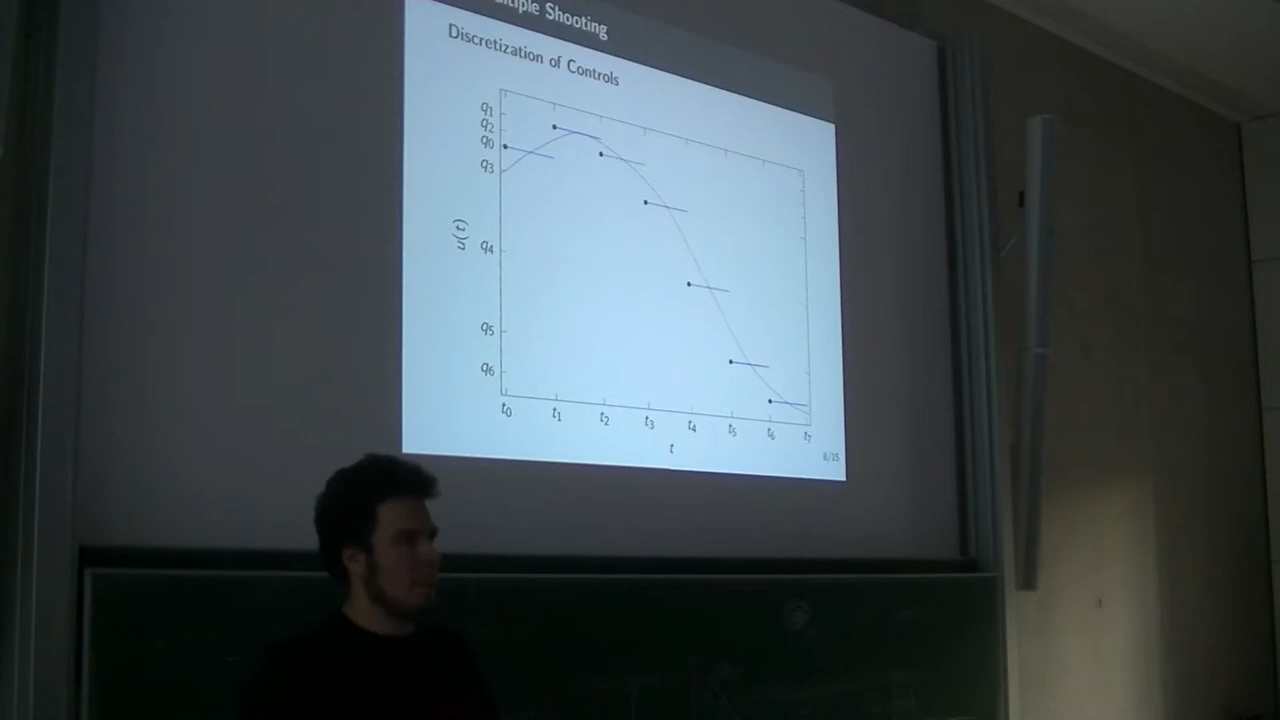 Shooting
Discretization of Controls
q1
q2
q0
q3
q4
q5
q6
u(t)
t0 t1 t2 t3 t4 t5 t6 t7
t
8/15